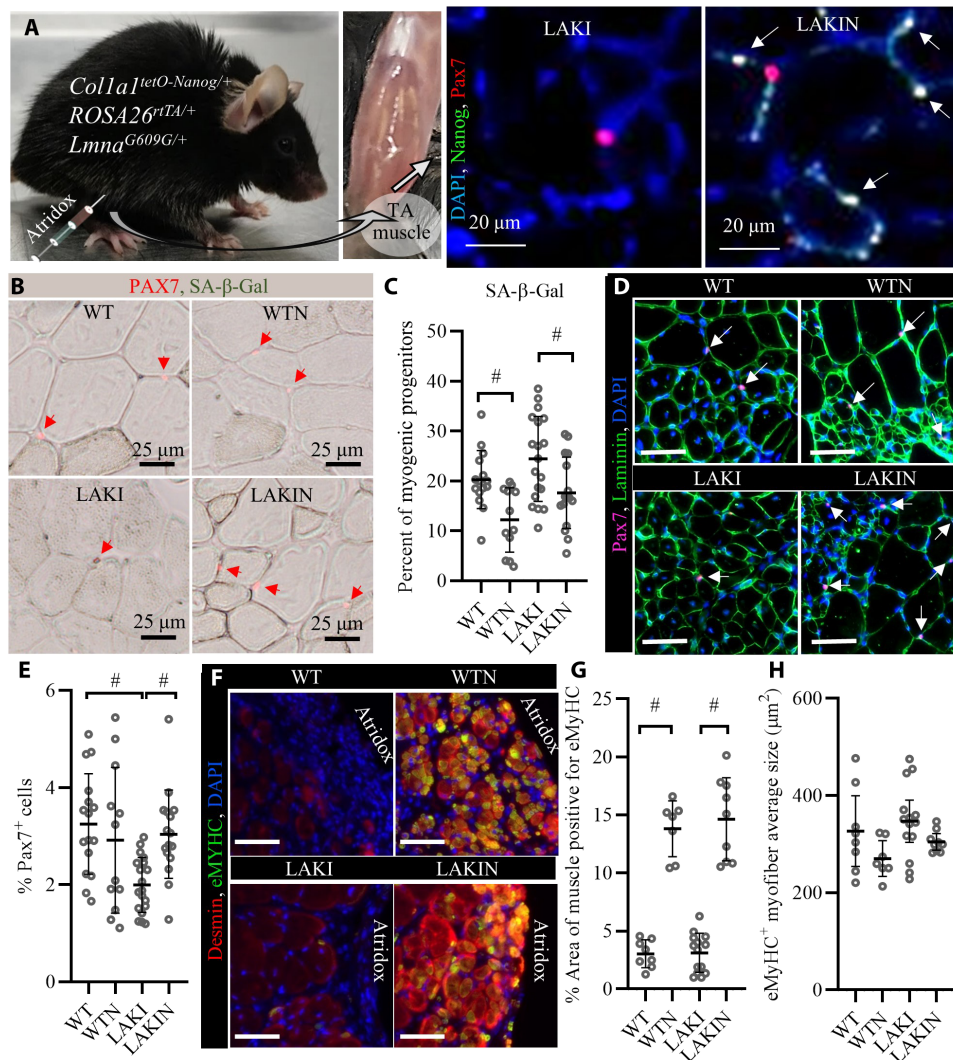 A
Col1a1tetO-Nanog/+
ROSA26rtTA/+
LmnaG609G/+
Atridox
TA
muscle
DAPI, Nanog, Pax7
LAKI
20 µm
LAKIN
20 µm
B
PAX7, SA-β-Gal
WT
25 µm
WTN
25 µm
LAKI
25 µm
LAKIN
25 µm
C
SA-β-Gal
Percent of myogenic progenitors
50
40
30
20
10
0
#
#
WT
WTN
LAKI
LAKIN
D
Pax7, Laminin, DAPI
WT
WTN
LAKI
LAKIN
E
% Pax7+ cells
6
4
2
0
#
#
WT
WTN
LAKI
LAKIN
F
Desmin, eMYHC, DAPI
WT
Atridox
WTN
Atridox
LAKI
Atridox
LAKIN
Atridox
G
% Area of muscle positive for eMyHC
25
20
15
10
5
0
#
#
WT
WTN
LAKI
LAKIN
H
eMyHC+ myofiber average size (µm2)
600
400
200
0
WT
WTN
LAKI
LAKIN